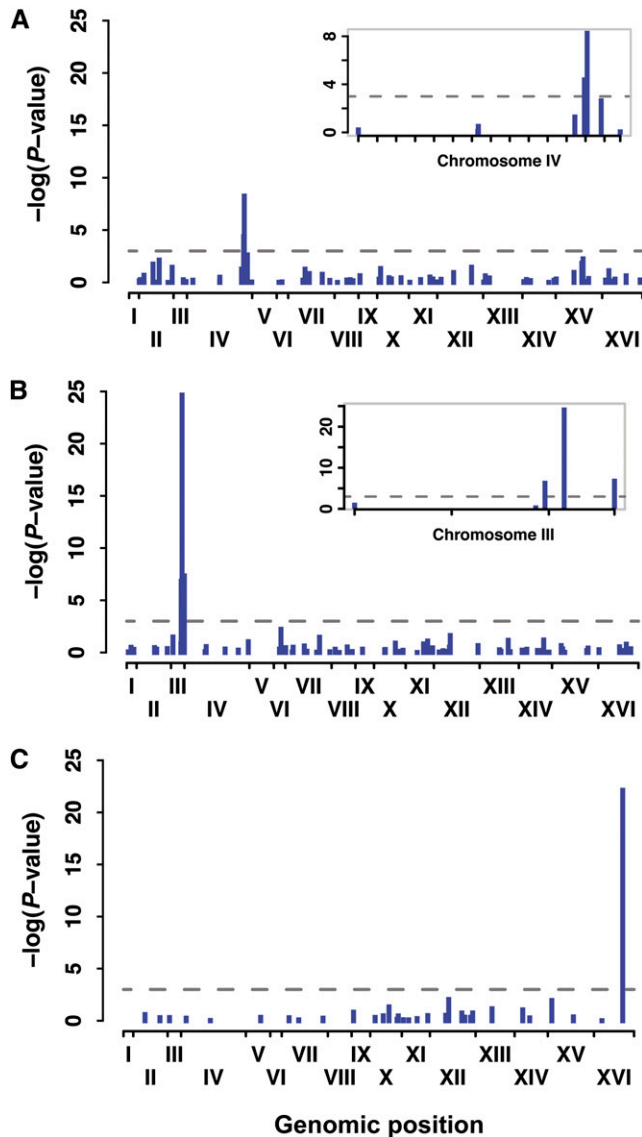 A
−log(P−value)
25
20
15
10
5
0
8
4
0
Chromosome IV
I III V VII IX XI XIII XV
II IV VI VIII X XII XIV XVI
B
−log(P−value)
25
20
15
10
5
0
20
10
5
0
Chromosome III
I III V VII IX XI XIII XV
II IV VI VIII X XII XIV XVI
C
−log(P−value)
25
20
15
10
5
0
I III V VII IX XI XIII XV
II IV VI VIII X XII XIV XVI
Genomic position